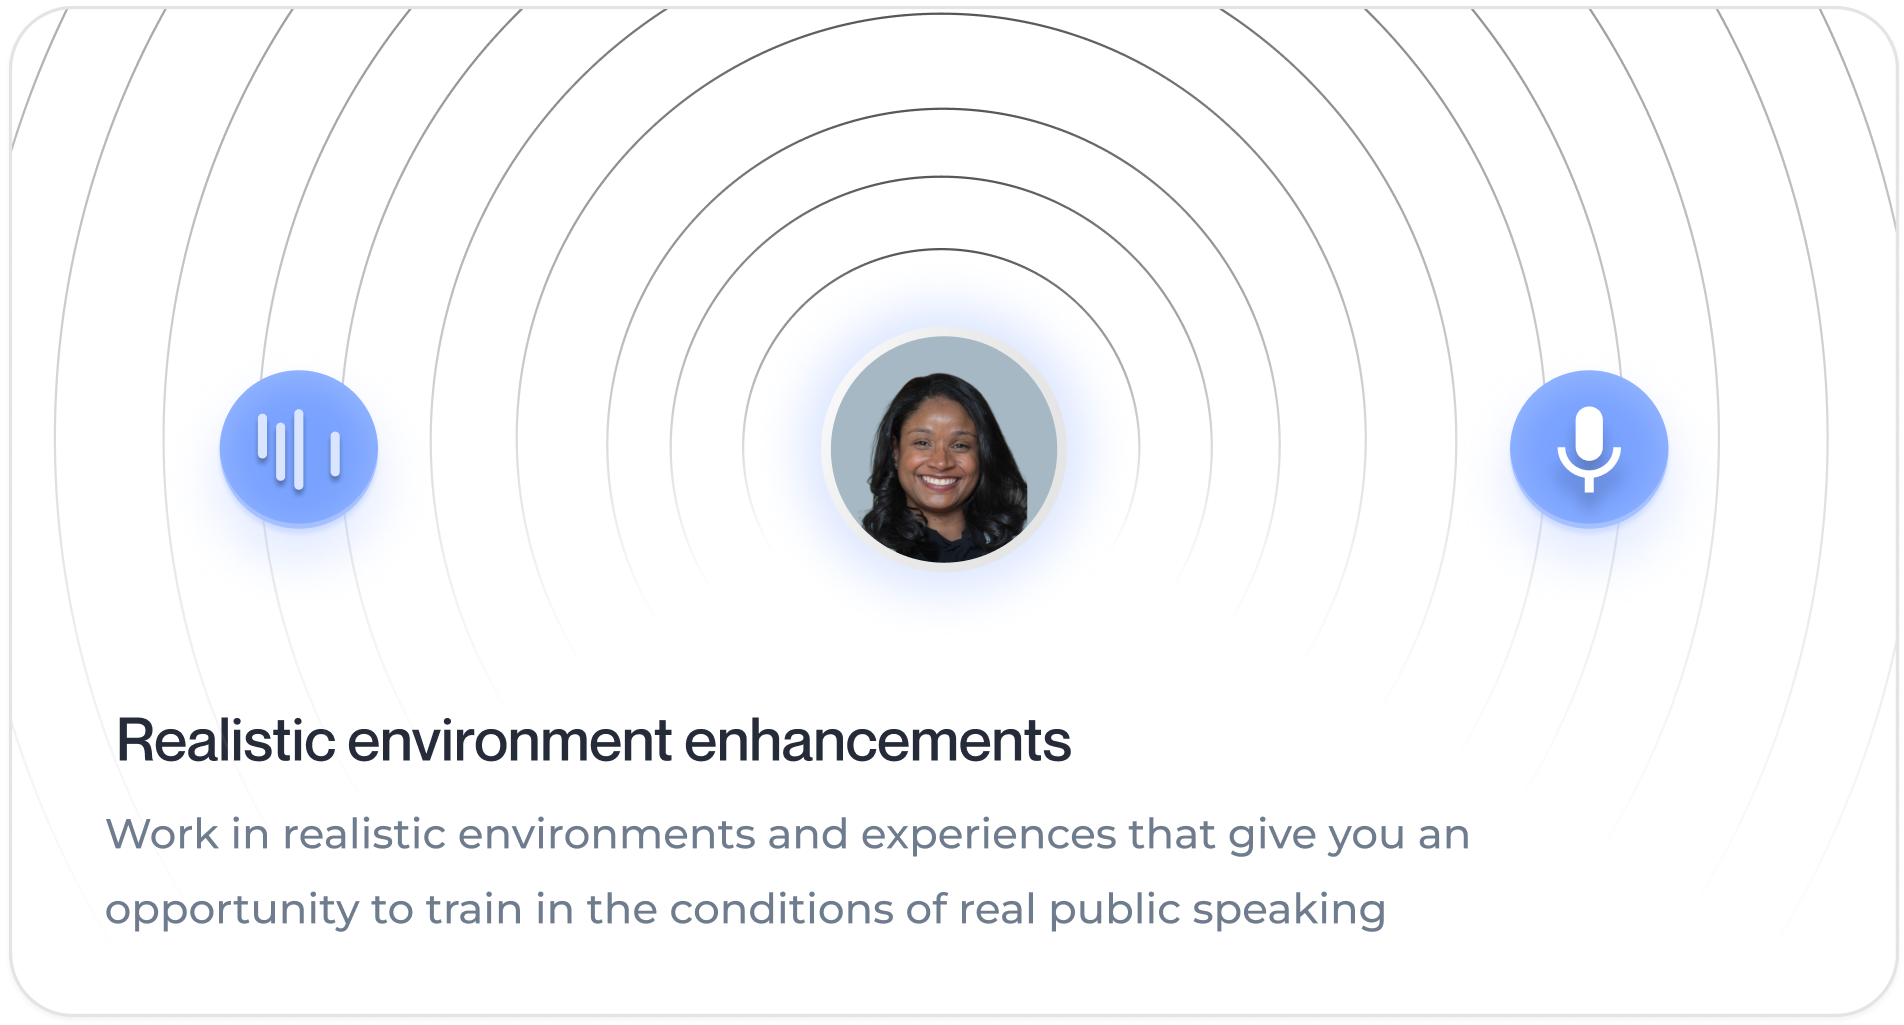 Realistic environment enhancements
Work in realistic environments and experiences that give you an
opportunity to train in the conditions of real public speaking